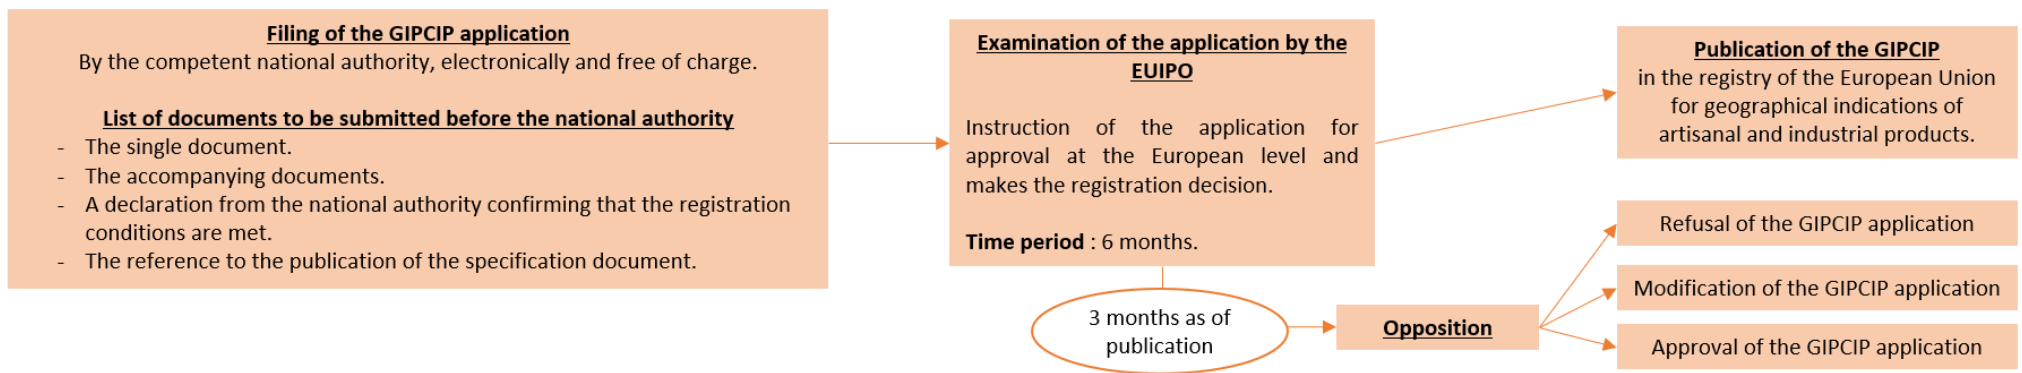 Filing of the GIPCIP application
By the competent national authority, electronically and free of charge.
List of documents to be submitted before the national authority
- The single document.
- The accompanying documents.
- A declaration from the national authority confirming that the registration
conditions are met.
- The reference to the publication of the specification document.
Examination of the application by the
EUIPO
Instruction of the application for
approval at the European level and
makes the registration decision.
Time period : 6 months.
3 months as of
publication
Opposition
Publication of the GIPCIP
in the registry of the European Union
for geographical indications of
artisanal and industrial products.
Refusal of the GIPCIP application
Modification of the GIPCIP application
Approval of the GIPCIP application